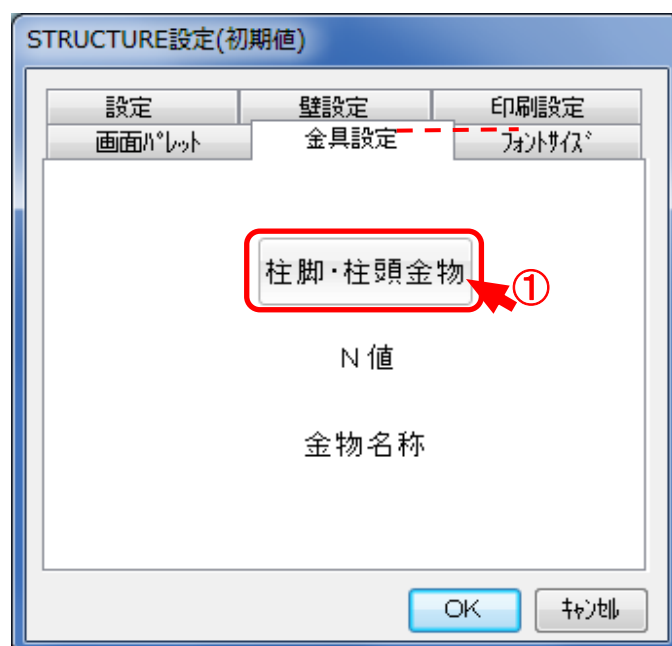 STRUCTURE設定(初期値)
設定 壁設定 印刷設定
画面ﾊﾟﾚｯﾄ 金具設定 ﾌｫﾝﾄｻｲｽﾞ
柱脚･柱頭金物
①
N値
金物名称
OK ｷｬﾝｾﾙ